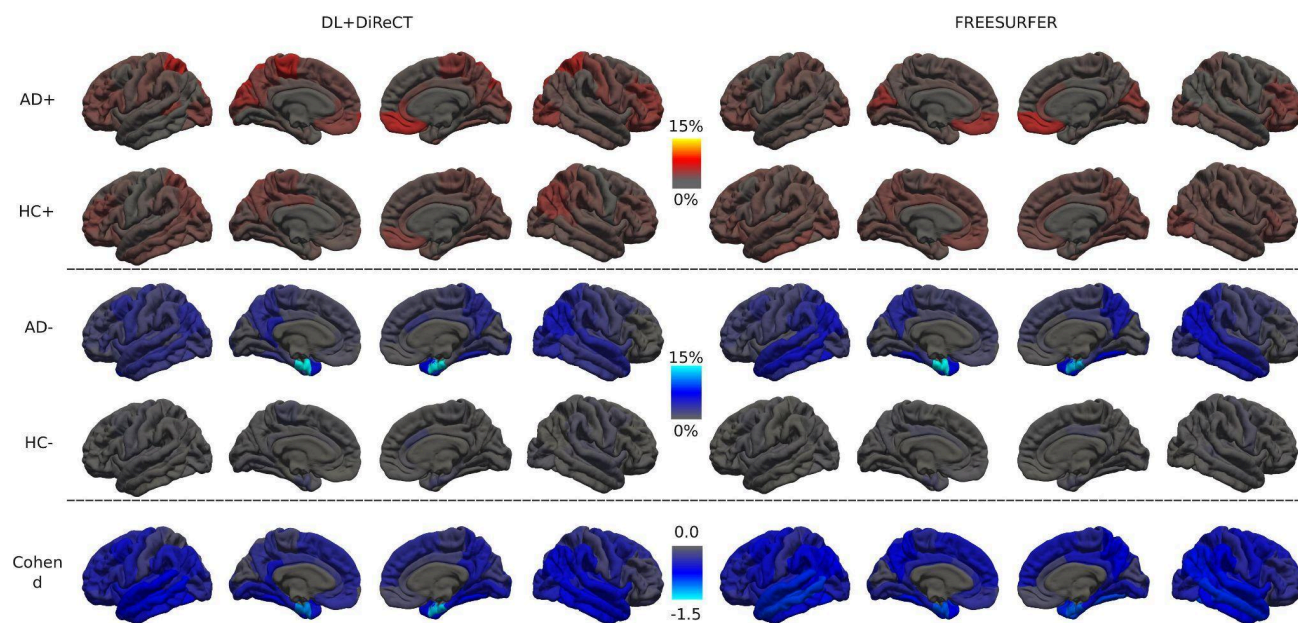 DL+DiReCT
FREESURFER
AD+
15%
0%
HC+
AD-
15%
0%
HC-
Cohen
d
0.0
-1.5